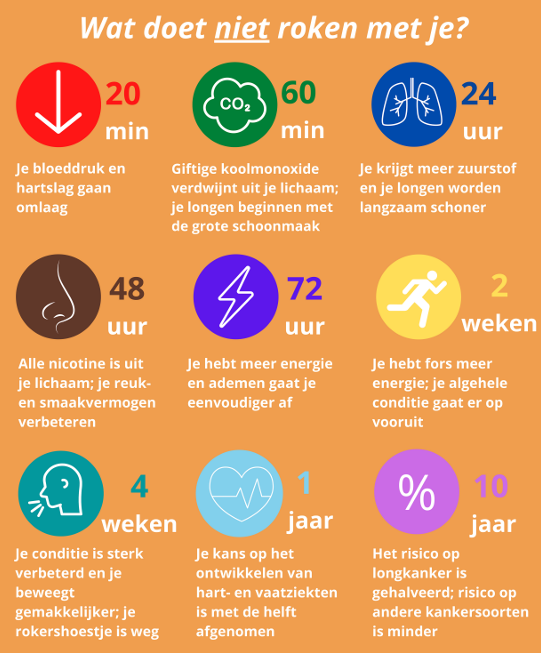 Wat doet niet roken met je?
20
min
Je bloeddruk en
hartslag gaan
omlaag
CO₂
60
min
Giftige koolmonoxide
verdwijnt uit je lichaam;
je longen beginnen met
de grote schoonmaak
24
uur
Je krijgt meer zuurstof
en je longen worden
langzaam schoner
48
uur
Alle nicotine is uit
je lichaam; je reuk-
en smaakvermogen
verbeteren
72
uur
Je hebt meer energie
en ademen gaat je
eenvoudiger af
2
weken
Je hebt fors meer
energie; je algehele
conditie gaat er op
vooruit
4
weken
Je conditie is sterk
verbeterd en je
beweegt
gemakkelijker; je
rokershoestje is weg
1
jaar
Je kans op het
ontwikkelen van
hart- en vaatziekten
is met de helft
afgenomen
%
10
jaar
Het risico op
longkanker is
gehalveerd; risico op
andere kankersoorten
is minder